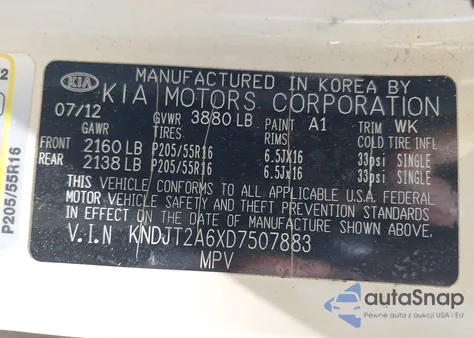 KIA
MANUFACTURED IN KOREA BY
KIA MOTORS CORPORATION
07/12 GVWR 3880 LB PAINT A1 TRIM WK
GAWR TIRES RIMS COLD TIRE INFL
FRONT 2160 LB P205/55R16 6.5JX16 33psi SINGLE
REAR 2138 LB P205/55R16 6.5Jx16 33psi SINGLE
THIS VEHICLE CONFORMS TO ALL APPLICABLE U.S.A. FEDERAL
MOTOR VEHICLE SAFETY AND THEFT PREVENTION STANDARDS
IN EFFECT ON THE DATE OF MANUFACTURE SHOWN ABOVE.
V.I.N KNDJT2A6XD7507883
MPV
P205/55R16
autoSnap
Pewne auta z aukcji USA i EU